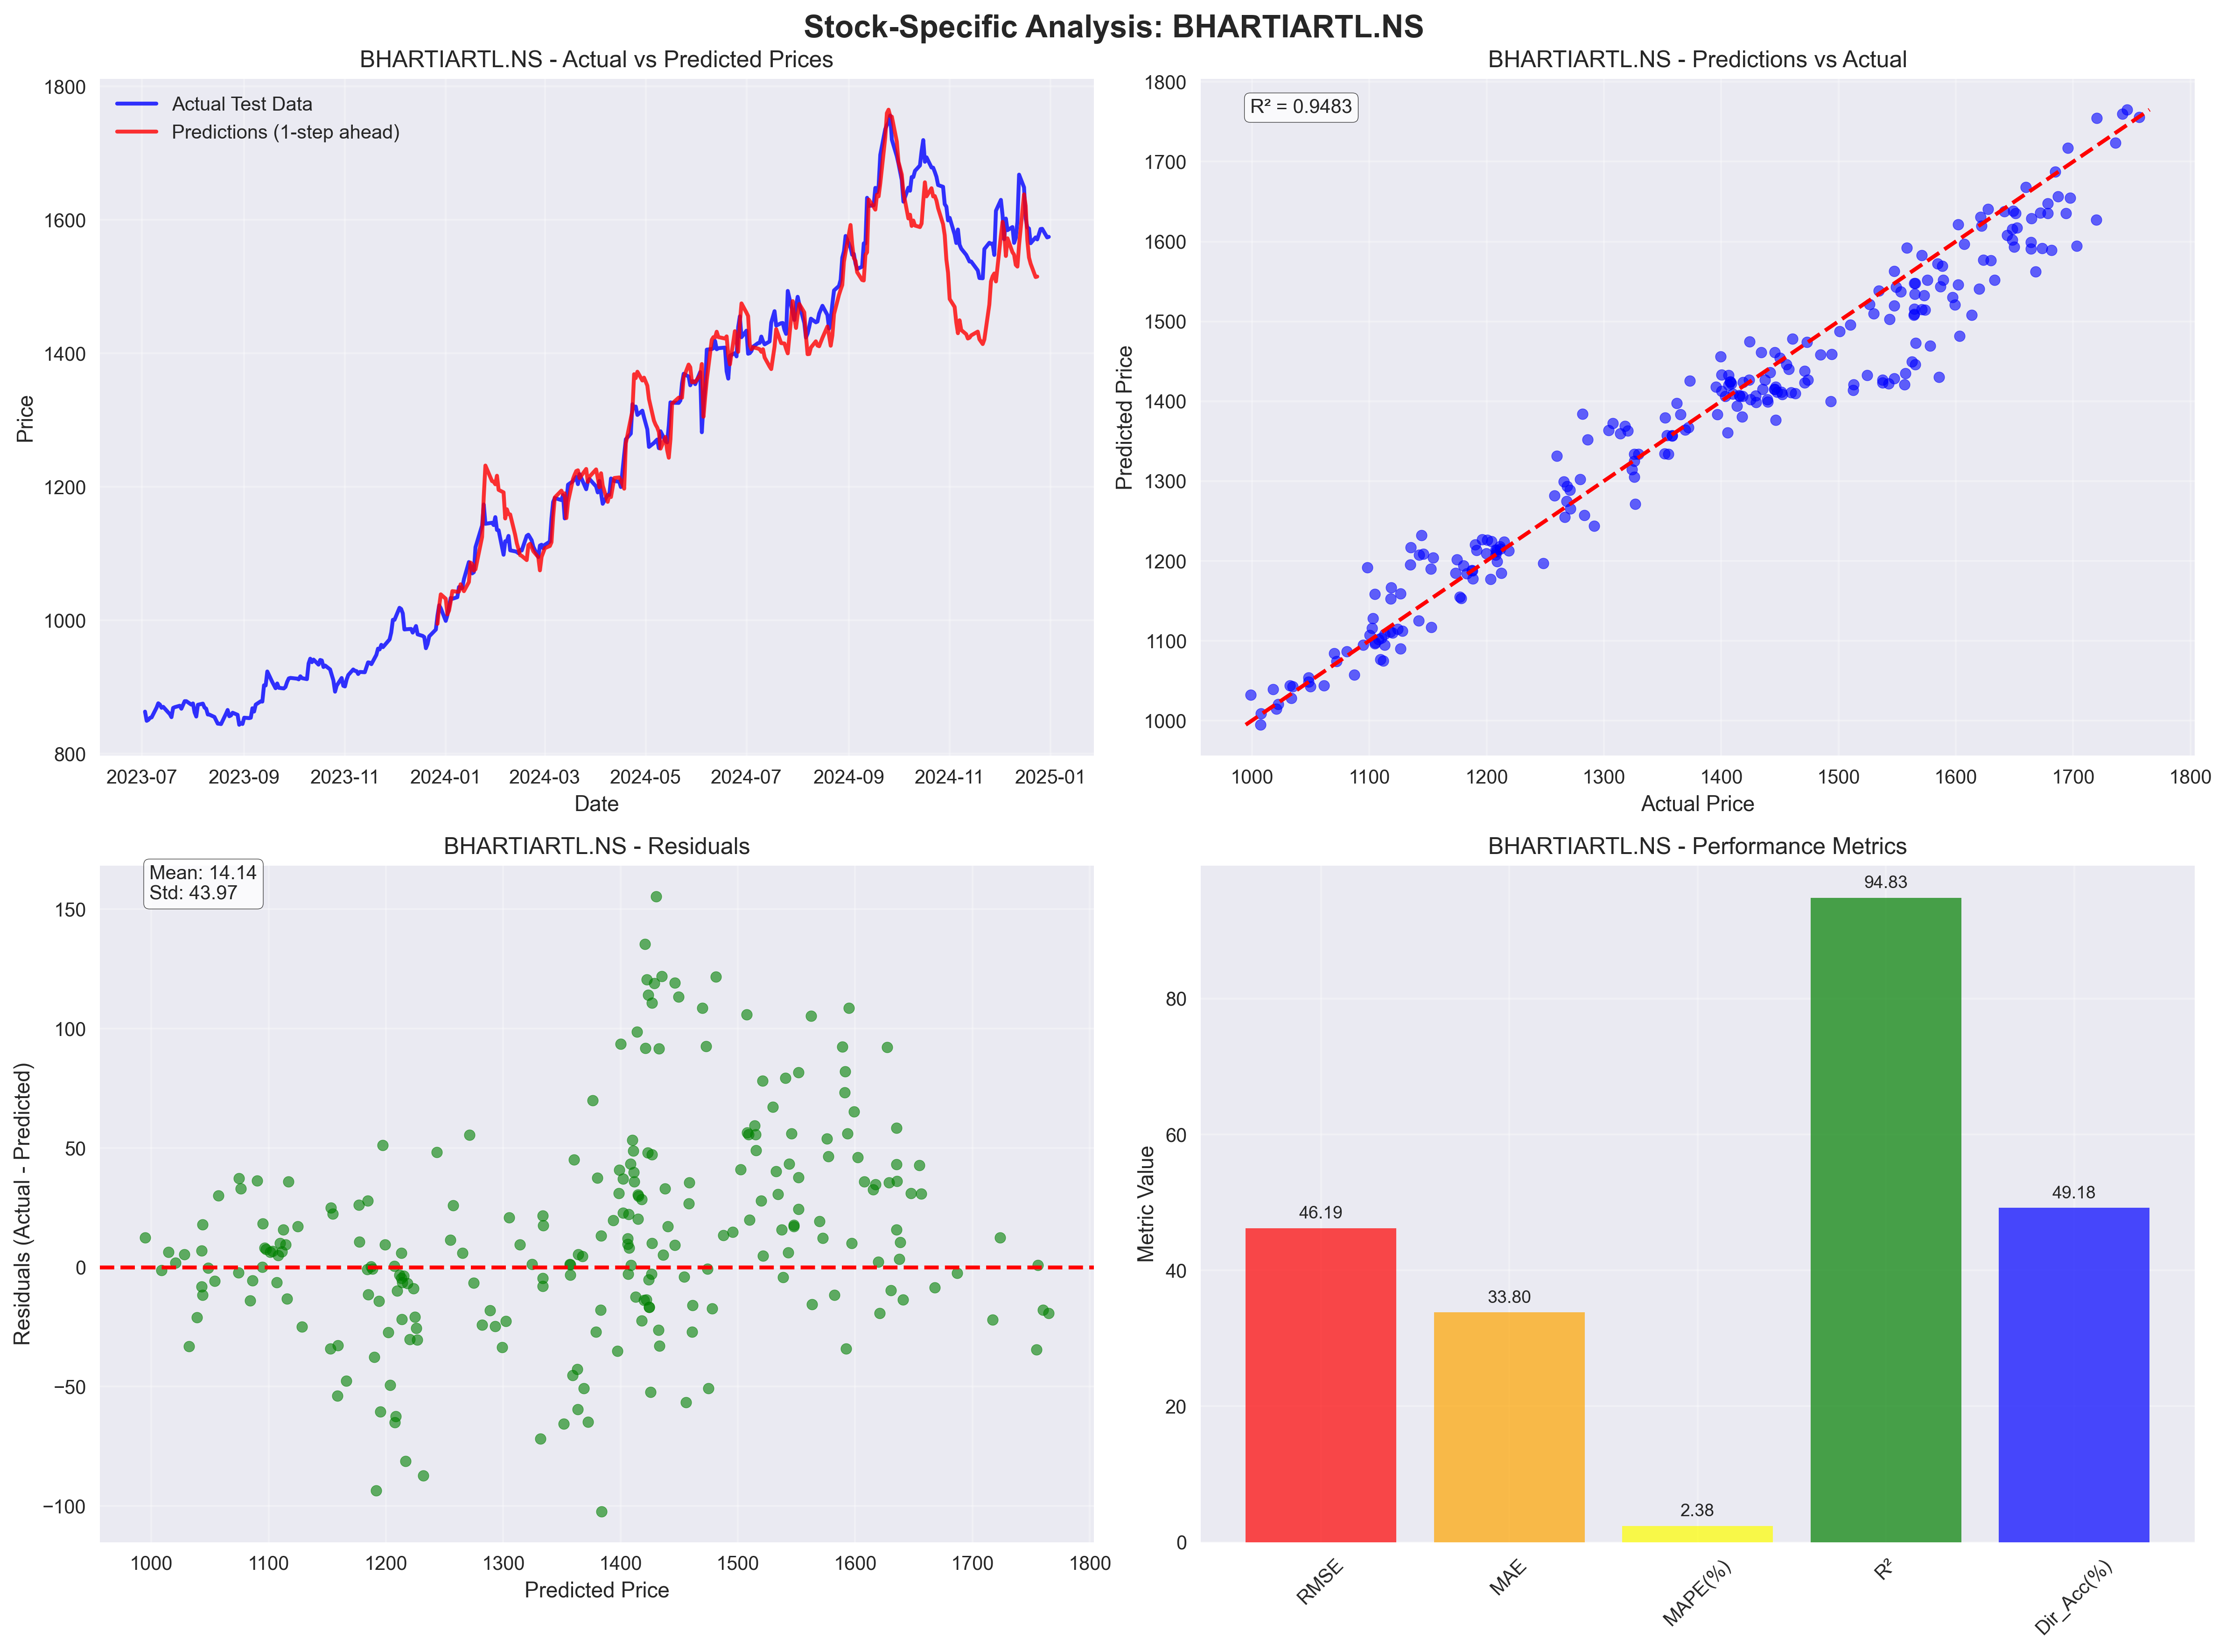 Stock-Specific Analysis: BHARTIARTL.NS
BHARTIARTL.NS - Actual vs Predicted Prices
Actual Test Data
Predictions (1-step ahead)
Price
1800
1600
1400
1200
1000
800
2023-07 2023-09 2023-11 2024-01 2024-03 2024-05 2024-07 2024-09 2024-11 2025-01
Date
BHARTIARTL.NS - Predictions vs Actual
R² = 0.9483
Predicted Price
1800
1700
1600
1500
1400
1300
1200
1100
1000
1000 1100 1200 1300 1400 1500 1600 1700 1800
Actual Price
BHARTIARTL.NS - Residuals
Mean: 14.14
Std: 43.97
Residuals (Actual - Predicted)
150
100
50
0
−50
−100
1000 1100 1200 1300 1400 1500 1600 1700 1800
Predicted Price
BHARTIARTL.NS - Performance Metrics
Metric Value
80
60
40
20
0
46.19
33.80
2.38
94.83
49.18
RMSE
MAE
MAPE(%)
R²
Dir_Acc(%)